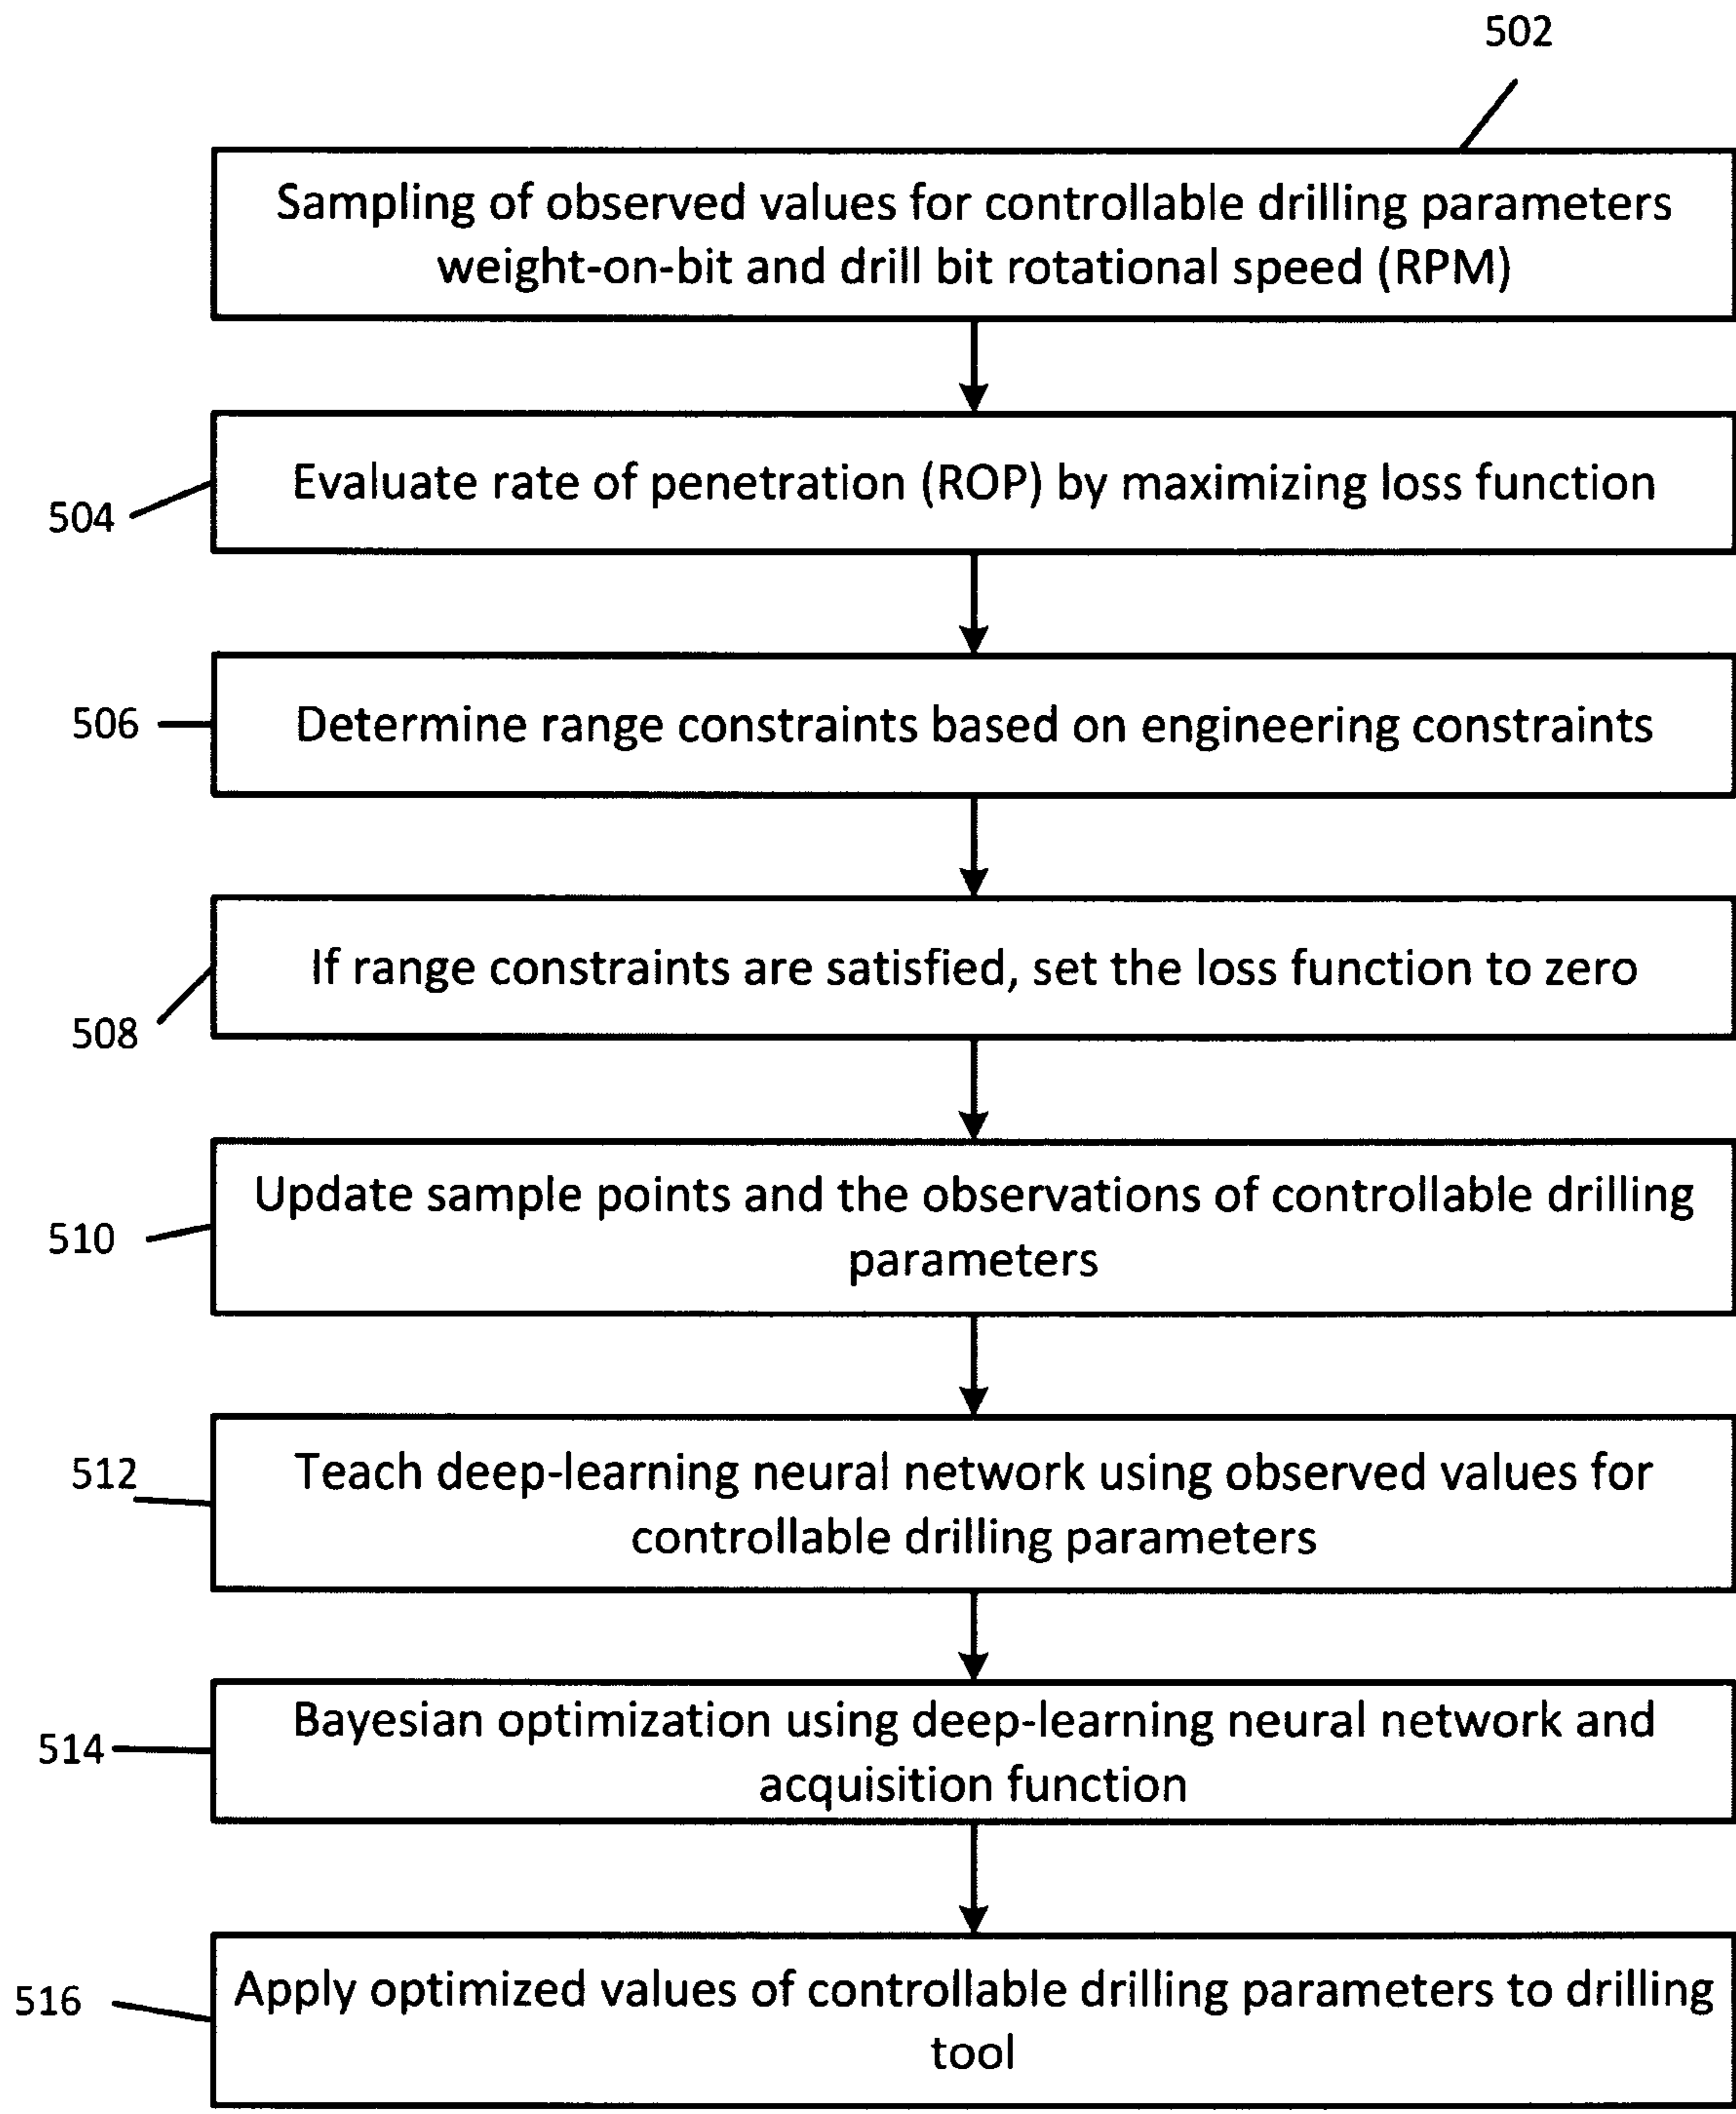 502
Sampling of observed values for controllable drilling parameters
weight-on-bit and drill bit rotational speed (RPM)
504
Evaluate rate of penetration (ROP) by maximizing loss function
506
Determine range constraints based on engineering constraints
508
If range constraints are satisfied, set the loss function to zero
510
Update sample points and the observations of controllable drilling
parameters
512
Teach deep-learning neural network using observed values for
controllable drilling parameters
514
Bayesian optimization using deep-learning neural network and
acquisition function
516
Apply optimized values of controllable drilling parameters to drilling
tool